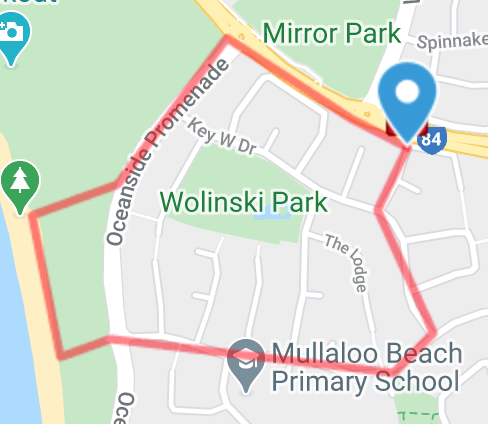 Mirror Park
Spinnake
84
Oceanside Promenade
Key W Dr
Wolinski Park
The Lodge
Mullaloo Beach
Primary School
Oce